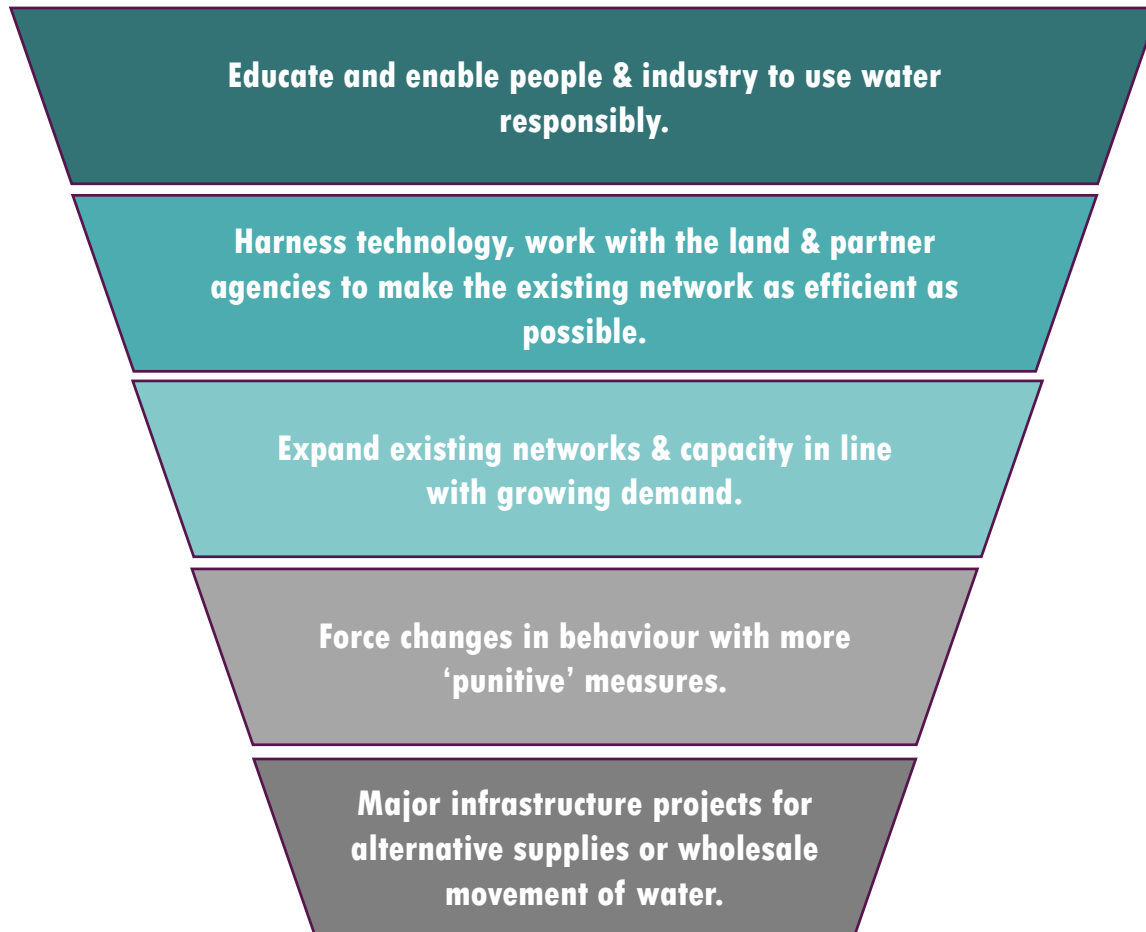 Educate and enable people & industry to use water
responsibly.
Harness technology, work with the land & partner
agencies to make the existing network as efficient as
possible.
Expand existing networks & capacity in line
with growing demand.
Force changes in behaviour with more
‘punitive’ measures.
Major infrastructure projects for
alternative supplies or wholesale
movement of water.